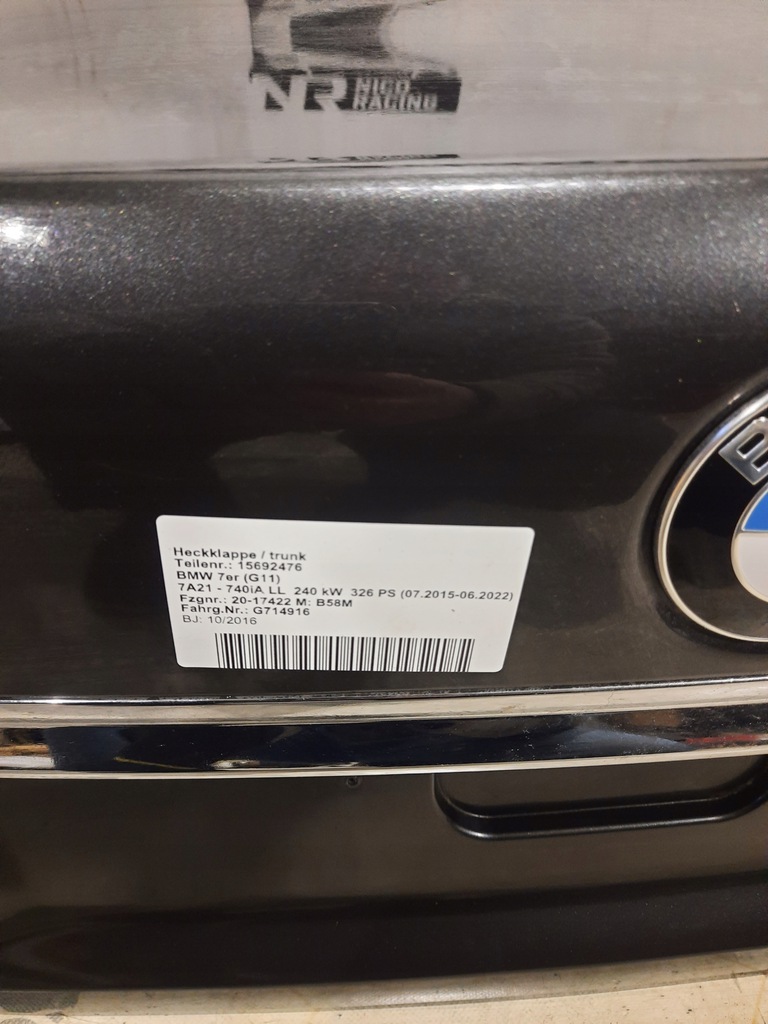 NR NICO
RACING
Heckklappe / trunk
Teilenr.: 15692476
BMW 7er (G11)
7A21 - 740iA LL 240 kW 326 PS (07.2015-06.2022)
Fzgnr.: 20-17422 M: B58M
Fahrg.Nr.: G714916
BJ: 10/2016
B